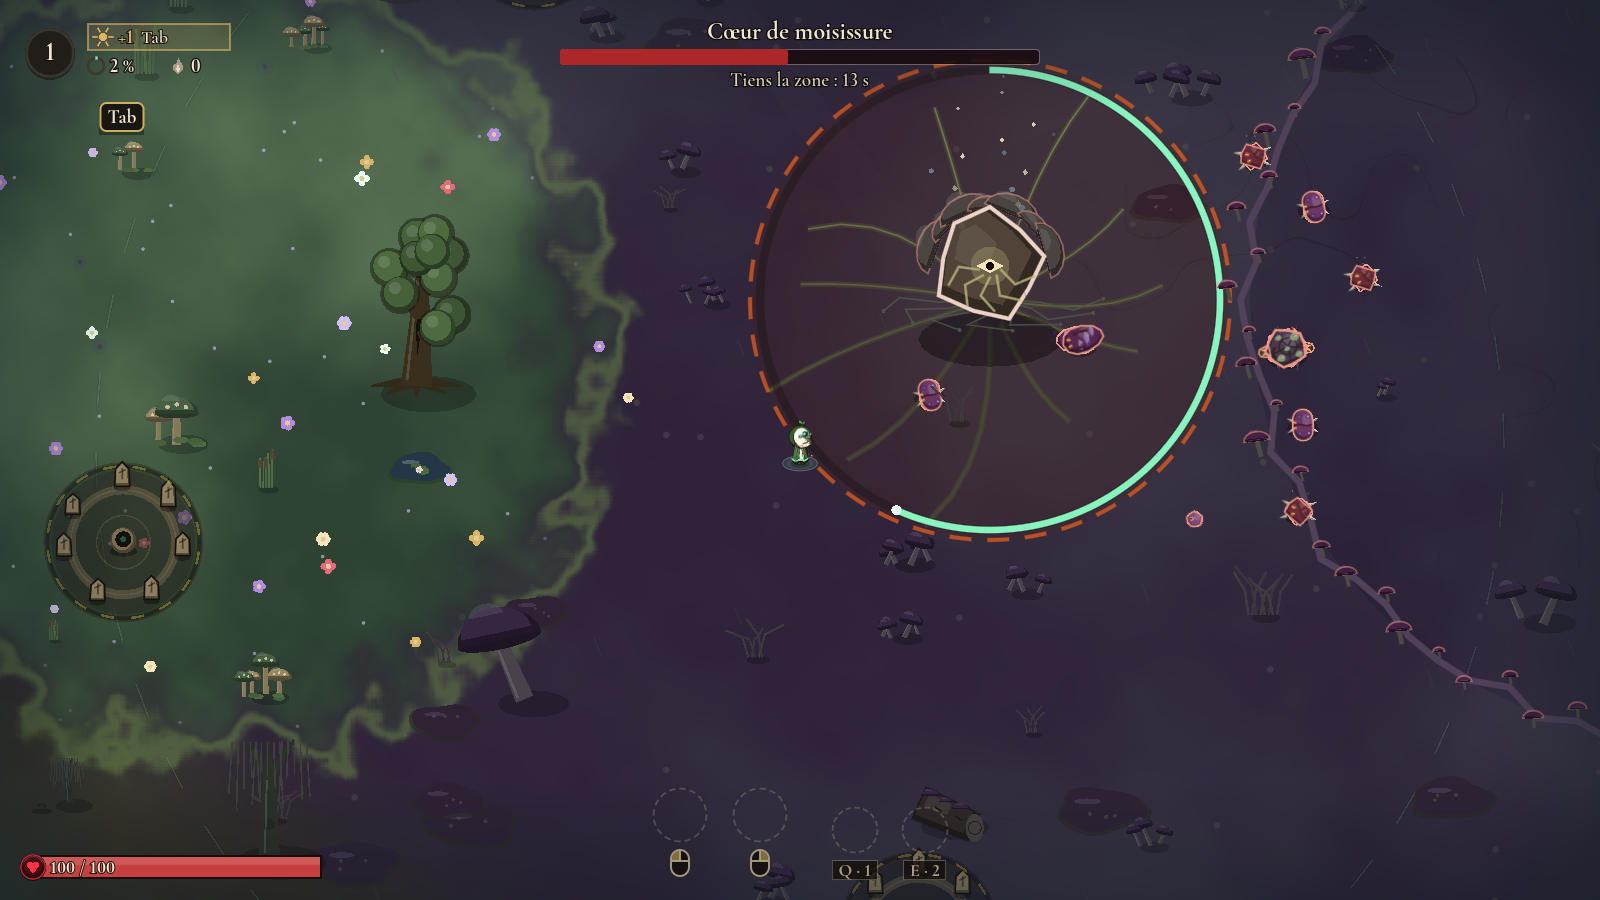 1
+1 Tab
2 %
0
Tab
Cœur de moisissure
Tiens la zone : 13 s
100 / 100
Q · 1
E · 2